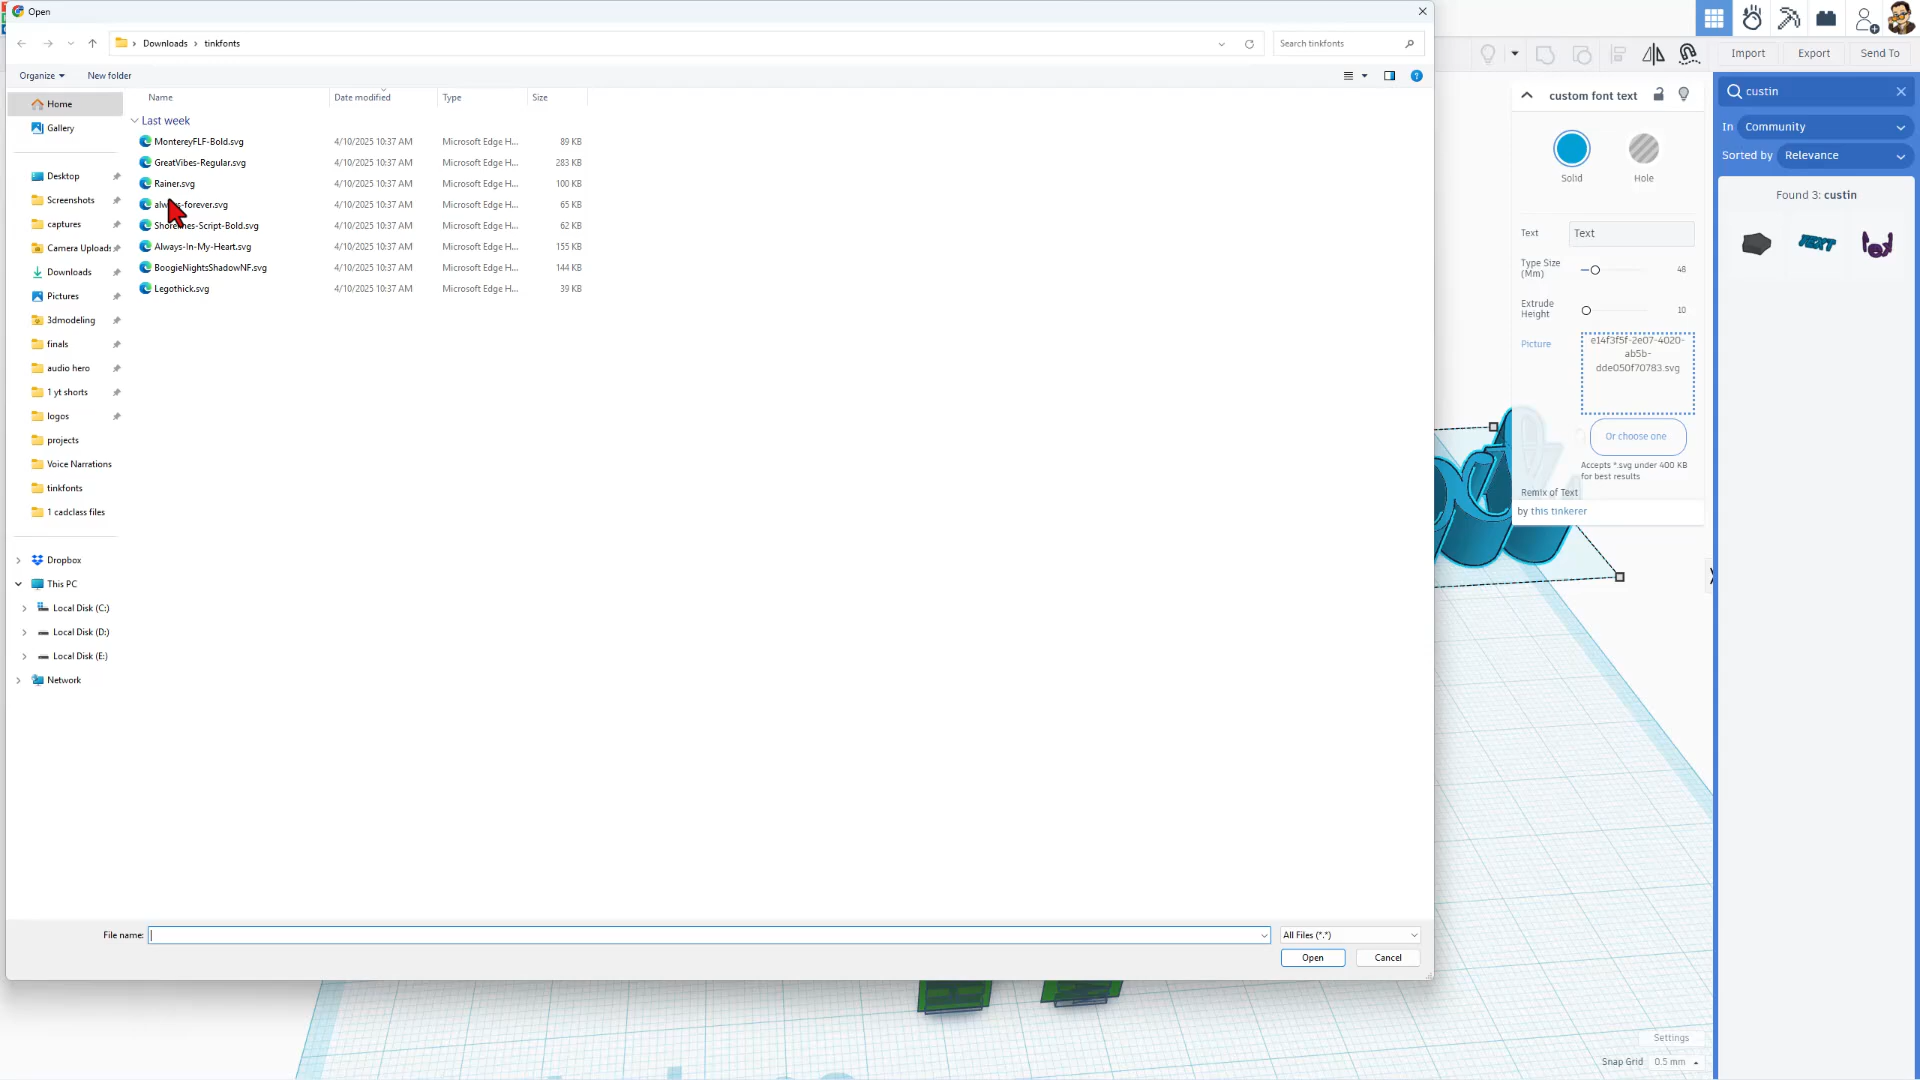 Open
Downloads
tinkfonts
Search tinkfonts
Organize
New folder
Import
Export
Send To
Name
Date modified
Type
Size
Home
Gallery
Desktop
Screenshots
captures
Camera Uploads
Downloads
Pictures
3dmodeling
finals
audio hero
1 yt shorts
logos
projects
Voice Narrations
tinkfonts
1 cadclass files
Dropbox
This PC
Local Disk (C:)
Local Disk (D:)
Local Disk (E:)
Network
Last week
MontereyFLF-Bold.svg 4/10/2025 10:37 AM Microsoft Edge H... 89 KB
GreatVibes-Regular.svg 4/10/2025 10:37 AM Microsoft Edge H... 283 KB
Rainer.svg 4/10/2025 10:37 AM Microsoft Edge H... 100 KB
-forever.svg 4/10/2025 10:37 AM Microsoft Edge H... 65 KB
-Script-Bold.svg 4/10/2025 10:37 AM Microsoft Edge H... 62 KB
Always-In-My-Heart.svg 4/10/2025 10:37 AM Microsoft Edge H... 155 KB
BoogieNightsShadowNF.svg 4/10/2025 10:37 AM Microsoft Edge H... 144 KB
Legothick.svg 4/10/2025 10:37 AM Microsoft Edge H... 39 KB
File name:
All Files (*.*)
Open
Cancel
custom font text
Solid
Hole
Text
Text
Type Size
(Mm)
48
Extrude
Height
10
Picture
e14f3f5f-2e07-4020-
ab5b-
dde050f70783.svg
Or choose one
Accepts *.svg under 400 KB
for best results
Remix of Text
by this tinkerer
custin
In Community
Sorted by Relevance
Found 3: custin
TEXT
Settings
Snap Grid 0.5 mm